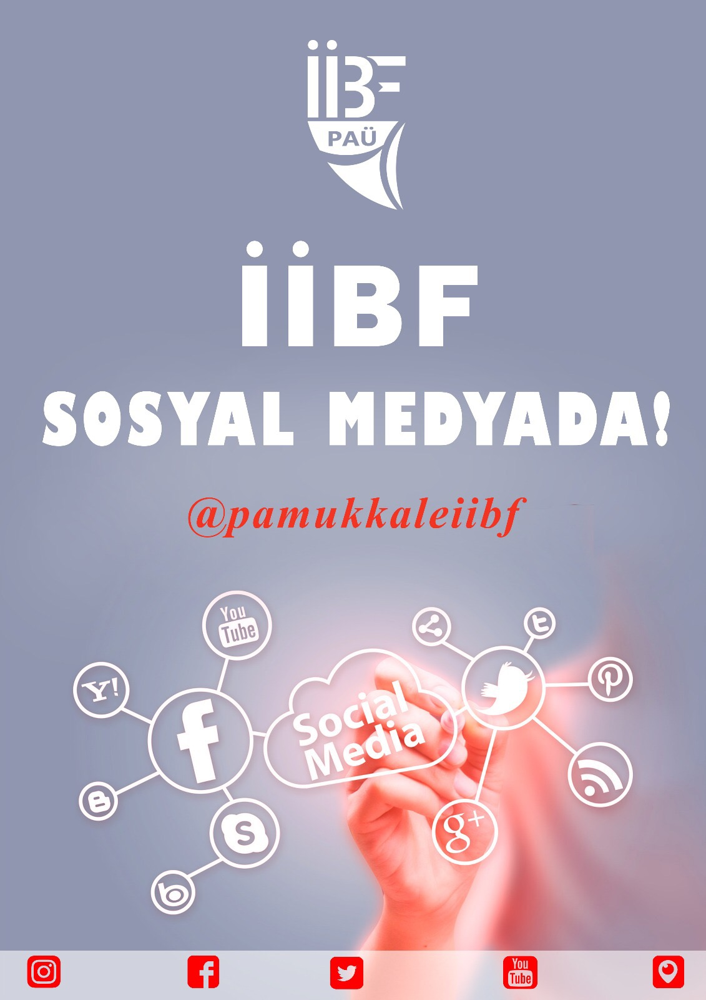 İİBF
PAÜ
İİBF
SOSYAL MEDYADA!
@pamukkaleiibf
You
Tube
Y!
f
Social
Media
t
B
S
b
g+
f
You
Tube